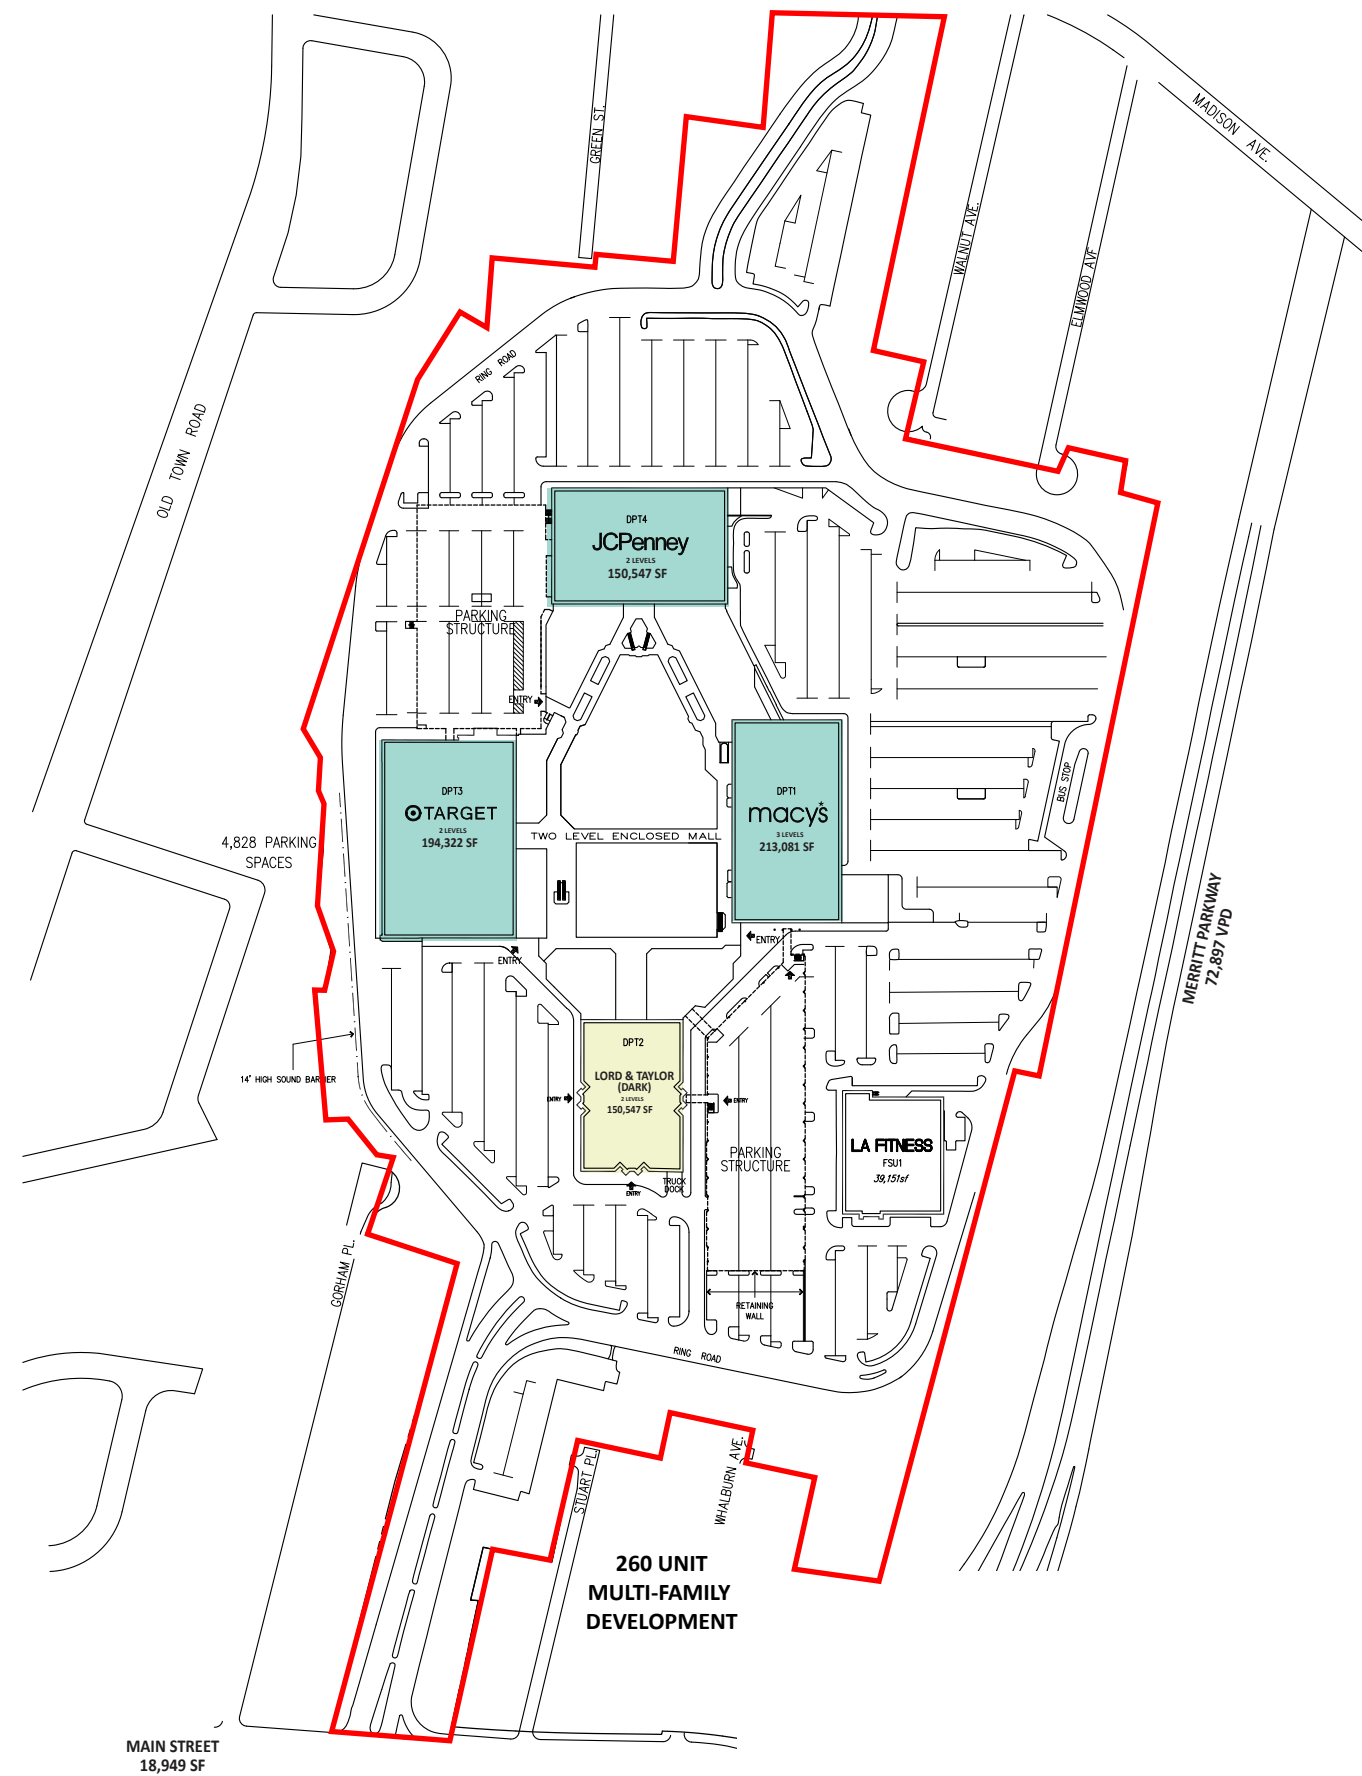 MADISON AVE.
GREEN ST.
WALNUT AVE.
ELMWOOD AVE
RING ROAD
OLD TOWN ROAD
DPT4
JCPenney
2 LEVELS
150,547 SF
PARKING
STRUCTURE
ENTRY
DPT3
TARGET
2 LEVELS
194,322 SF
DPT1
macy's
3 LEVELS
213,081 SF
BUS STOP
TWO LEVEL ENCLOSED MALL
4,828 PARKING
SPACES
MERRITT PARKWAY
72,897 VPD
ENTRY
ENTRY
DPT2
LORD & TAYLOR
(DARK)
2 LEVELS
150,547 SF
ENTRY
ENTRY
ENTRY
TRUCK
DOCK
14' HIGH SOUND BARRIER
PARKING
STRUCTURE
LA FITNESS
FSU1
39,151sf
GORHAM PL.
RETAINING
WALL
RING ROAD
STUART PL.
WHALBURN AVE.
260 UNIT
MULTI-FAMILY
DEVELOPMENT
MAIN STREET
18,949 SF